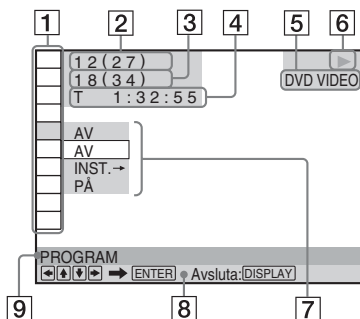 1 2 3 4 5 6
12(27)
18(34)
T 1:32:55
DVD VIDEO
AV
AV
INST.→
PÅ
PROGRAM
←↑↓→ ➡ ENTER Avsluta: DISPLAY
9 8 7